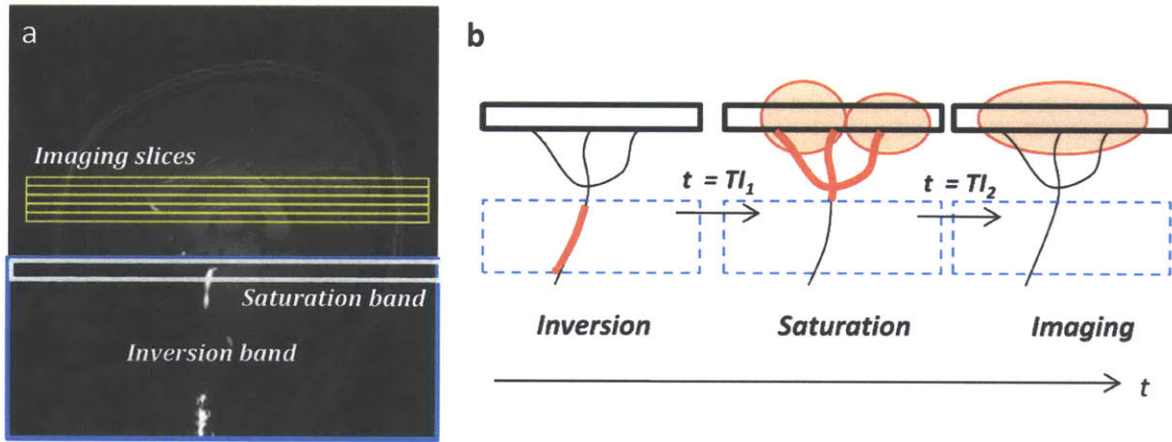 a
Imaging slices
Saturation band
Inversion band
b
t = TI₁
t = TI₂
Inversion
Saturation
Imaging
t